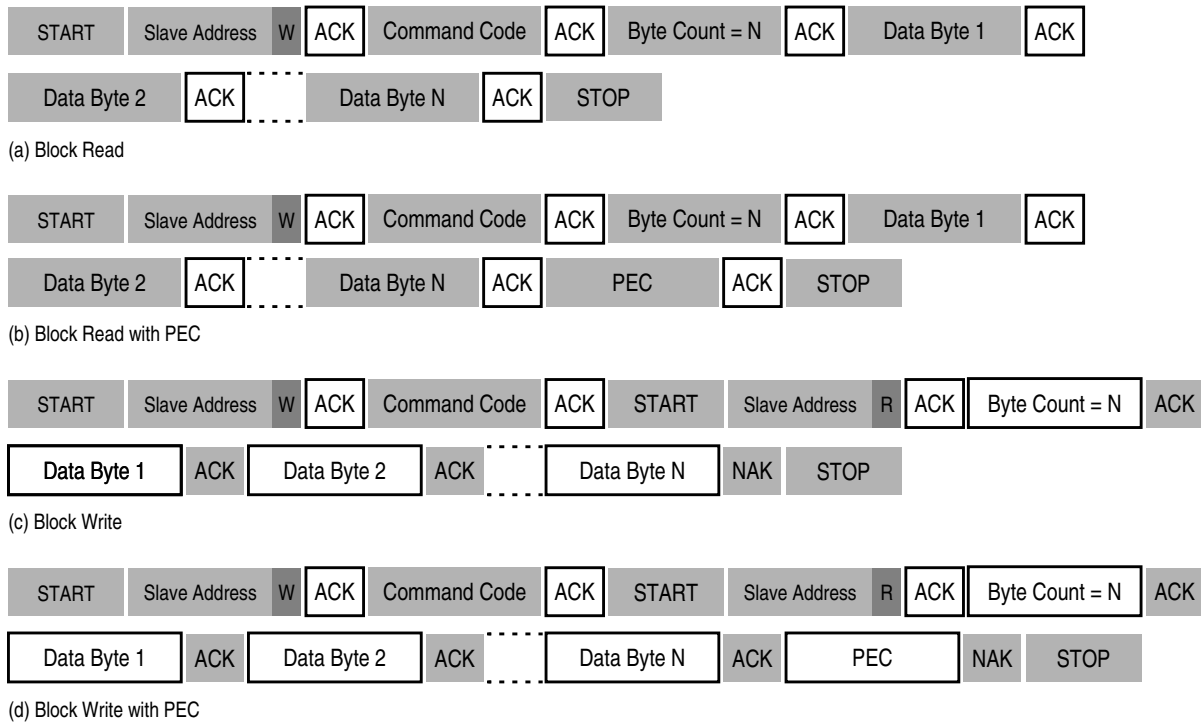 START Slave Address W ACK Command Code ACK Byte Count = N ACK Data Byte 1 ACK
Data Byte 2 ACK Data Byte N ACK STOP
(a) Block Read
START Slave Address W ACK Command Code ACK Byte Count = N ACK Data Byte 1 ACK
Data Byte 2 ACK Data Byte N ACK PEC ACK STOP
(b) Block Read with PEC
START Slave Address W ACK Command Code ACK START Slave Address R ACK Byte Count = N ACK
Data Byte 1 ACK Data Byte 2 ACK Data Byte N NAK STOP
(c) Block Write
START Slave Address W ACK Command Code ACK START Slave Address R ACK Byte Count = N ACK
Data Byte 1 ACK Data Byte 2 ACK Data Byte N ACK PEC NAK STOP
(d) Block Write with PEC